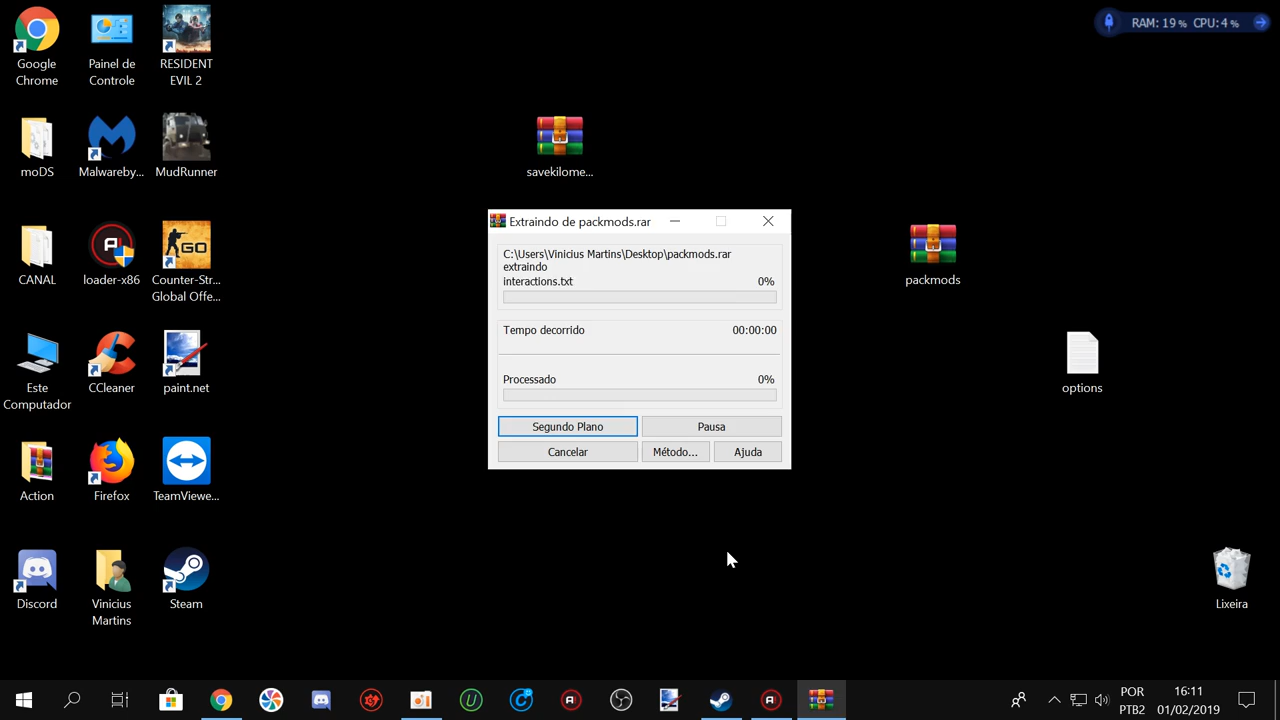 RAM: 19 % CPU: 4 %
Google
Chrome
Painel de
Controle
RESIDENT
EVIL 2
moDS
Malwareby...
MudRunner
savekilome...
CANAL
loader-x86
Counter-Str...
Global Offe...
packmods
Este
Computador
CCleaner
paint.net
options
Action
Firefox
TeamViewe...
Discord
Vinicius
Martins
Steam
Lixeira
Extraindo de packmods.rar
C:\Users\Vinicius Martins\Desktop\packmods.rar
extraindo
interactions.txt 0%
Tempo decorrido 00:00:00
Processado 0%
Segundo Plano Pausa
Cancelar Método... Ajuda
POR
PTB2
16:11
01/02/2019